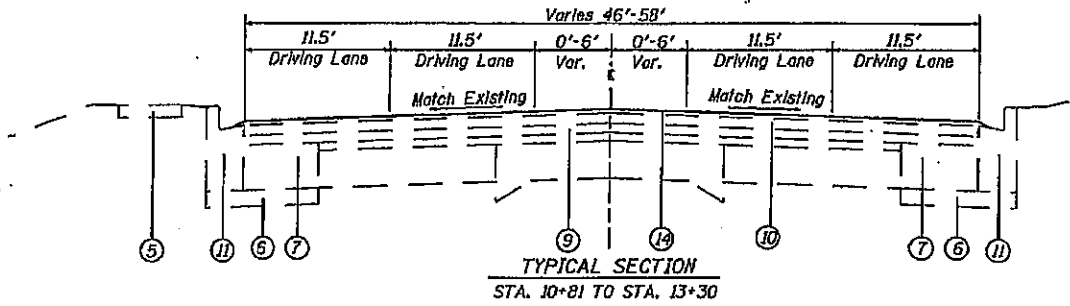 Varies 46'-58'
11.5' 11.5' 0'-6' 0'-6' 11.5' 11.5'
Driving Lane Driving Lane Var. Var. Driving Lane Driving Lane
℄
Match Existing Match Existing
5 11 6 7 9 14 10 7 6 11
TYPICAL SECTION
STA. 10+81 TO STA. 13+30